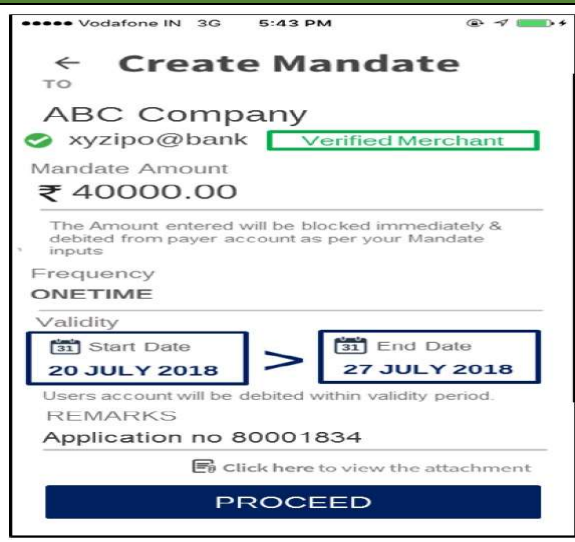 Vodafone IN 3G 5:43 PM
Create Mandate
TO
ABC Company
xyzipo@bank Verified Merchant
Mandate Amount
₹ 40000.00
The Amount entered will be blocked immediately &
debited from payer account as per your Mandate
inputs
Frequency
ONETIME
Validity
31 Start Date > 31 End Date
20 JULY 2018 27 JULY 2018
Users account will be debited within validity period.
REMARKS
Application no 80001834
Click here to view the attachment
PROCEED